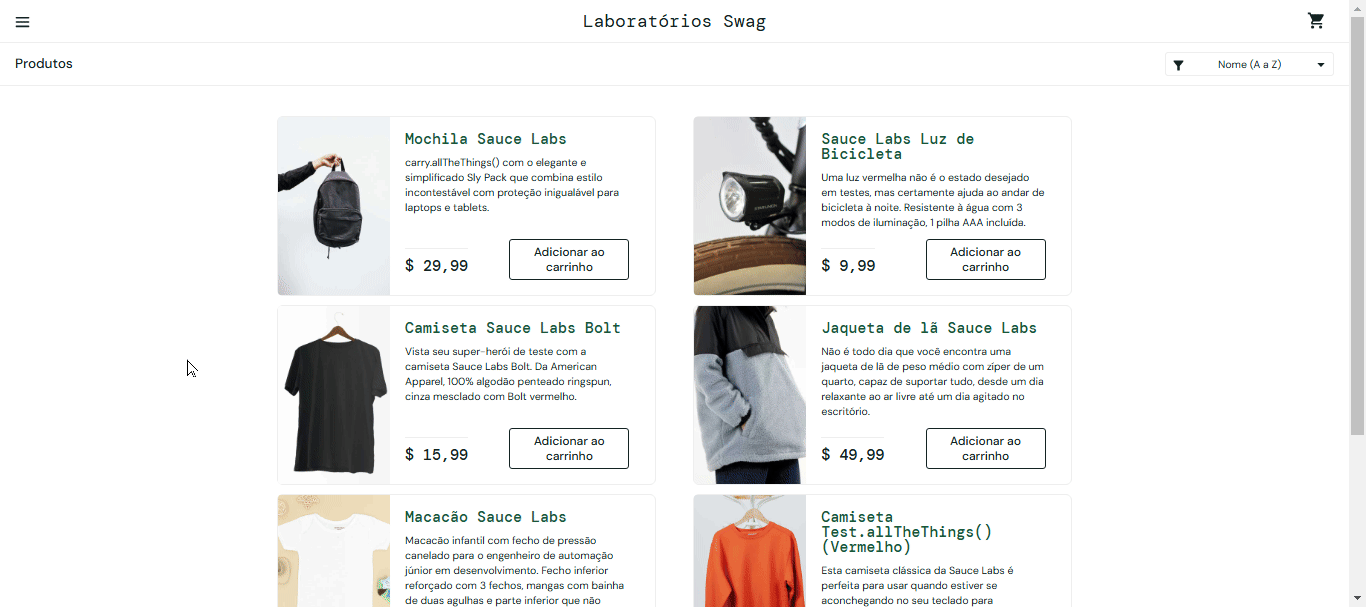 Laboratórios Swag
Produtos
Nome (A a Z)
Mochila Sauce Labs
carry.allTheThings() com o elegante e
simplificado Sly Pack que combina estilo
incontestável com proteção inigualável para
laptops e tablets.
$ 29,99
Adicionar ao
carrinho
Sauce Labs Luz de
Bicicleta
Uma luz vermelha não é o estado desejado
em testes, mas certamente ajuda ao andar de
bicicleta à noite. Resistente à água com 3
modos de iluminação, 1 pilha AAA incluída.
$ 9,99
Adicionar ao
carrinho
Camiseta Sauce Labs Bolt
Vista seu super-herói de teste com a
camiseta Sauce Labs Bolt. Da American
Apparel, 100% algodão penteado ringspun,
cinza mesclado com Bolt vermelho.
$ 15,99
Adicionar ao
carrinho
Jaqueta de lã Sauce Labs
Não é todo dia que você encontra uma
jaqueta de lã de peso médio com zíper de um
quarto, capaz de suportar tudo, desde um dia
relaxante ao ar livre até um dia agitado no
escritório.
$ 49,99
Adicionar ao
carrinho
Macacão Sauce Labs
Macacão infantil com fecho de pressão
canelado para o engenheiro de automação
júnior em desenvolvimento. Fecho inferior
reforçado com 3 fechos, mangas com bainha
de duas agulhas e parte inferior que não
Camiseta
Test.allTheThings()
(Vermelho)
Esta camiseta clássica da Sauce Labs é
perfeita para usar quando estiver se
aconchegando no seu teclado para